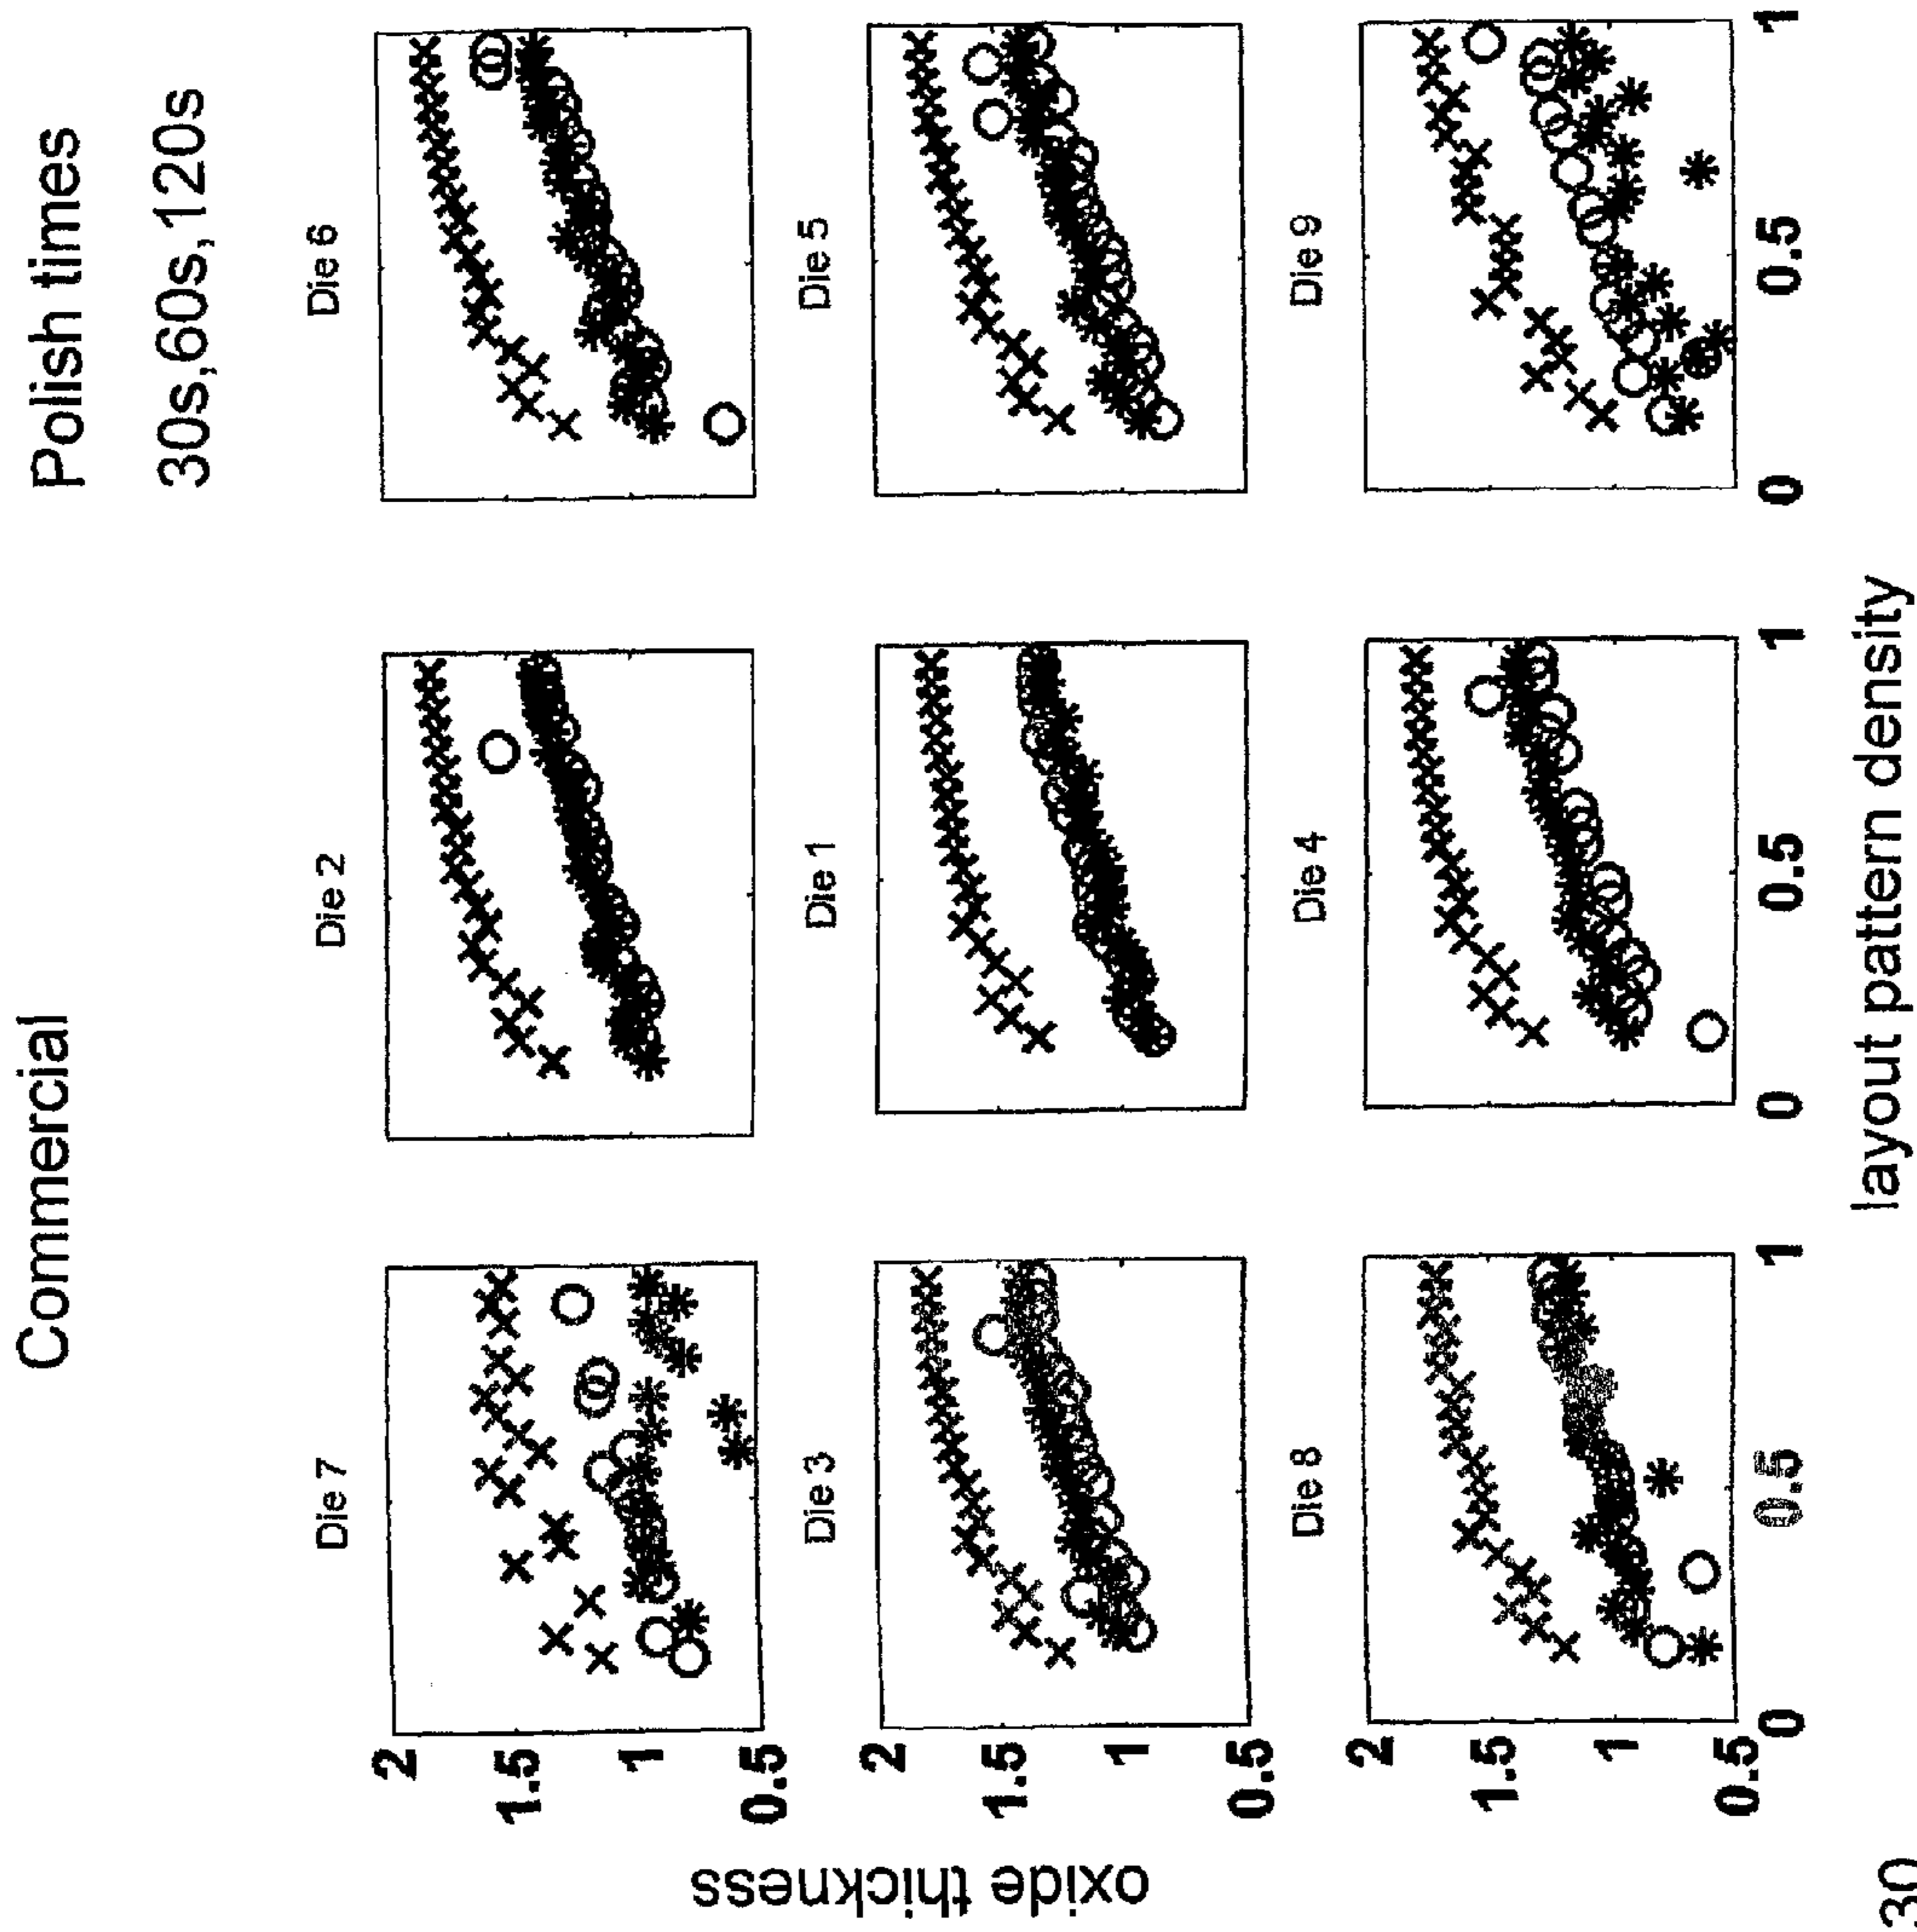 Commercial
Polish times
30s,60s,120s
Die 7
Die 2
Die 6
2
1.5
1
0.5
Die 3
Die 1
Die 5
2
1.5
1
0.5
Die 8
Die 4
Die 9
2
1.5
1
0.5
0
0.5
1
0
0.5
1
0
0.5
1
oxide thickness
layout pattern density
30